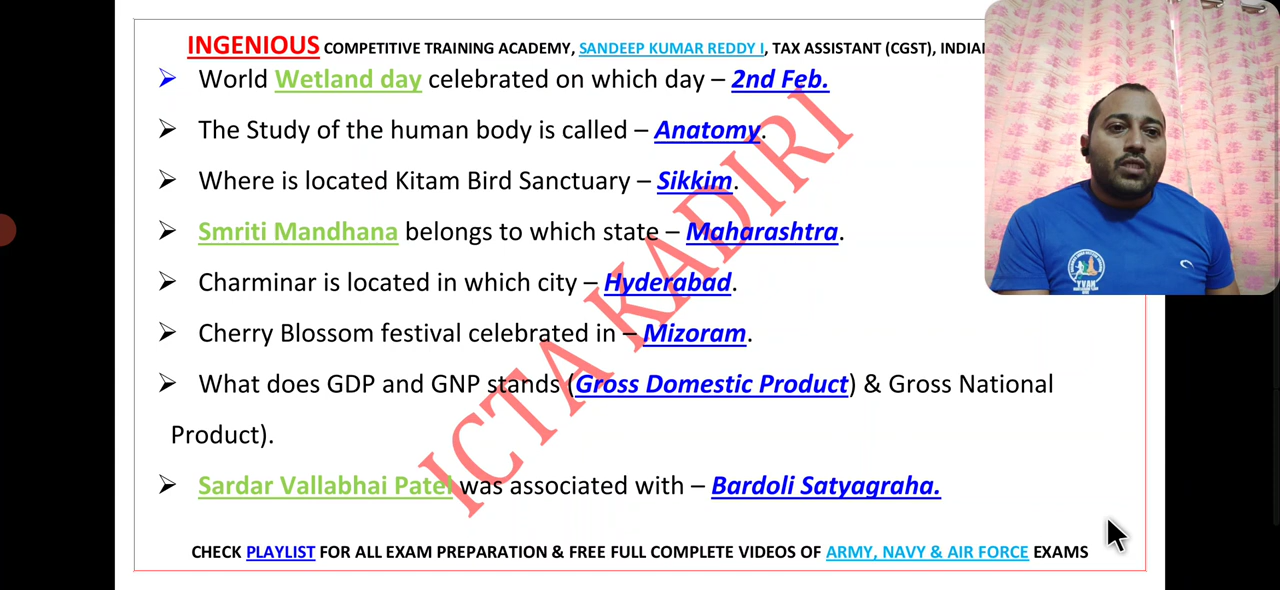 INGENIOUS COMPETITIVE TRAINING ACADEMY, SANDEEP KUMAR REDDY I, TAX ASSISTANT (CGST), INDIAN
➢ World Wetland day celebrated on which day – 2nd Feb.
➢ The Study of the human body is called – Anatomy.
➢ Where is located Kitam Bird Sanctuary – Sikkim.
➢ Smriti Mandhana belongs to which state – Maharashtra.
➢ Charminar is located in which city – Hyderabad.
➢ Cherry Blossom festival celebrated in – Mizoram.
➢ What does GDP and GNP stands (Gross Domestic Product) & Gross National
Product).
➢ Sardar Vallabhai Patel was associated with – Bardoli Satyagraha.
ICTA KADIRI
CHECK PLAYLIST FOR ALL EXAM PREPARATION & FREE FULL COMPLETE VIDEOS OF ARMY, NAVY & AIR FORCE EXAMS
YVAN